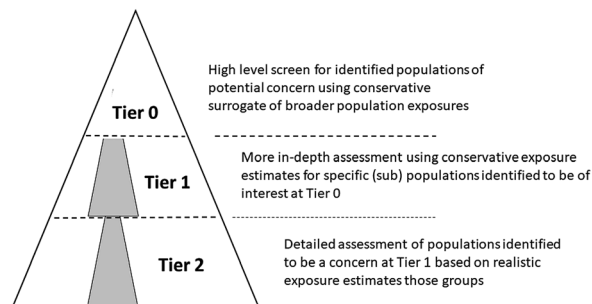 High level screen for identified populations of
potential concern using conservative
surrogate of broader population exposures
Tier 0
More in-depth assessment using conservative exposure
estimates for specific (sub) populations identified to be of
interest at Tier 0
Tier 1
Detailed assessment of populations identified
to be a concern at Tier 1 based on realistic
exposure estimates those groups
Tier 2